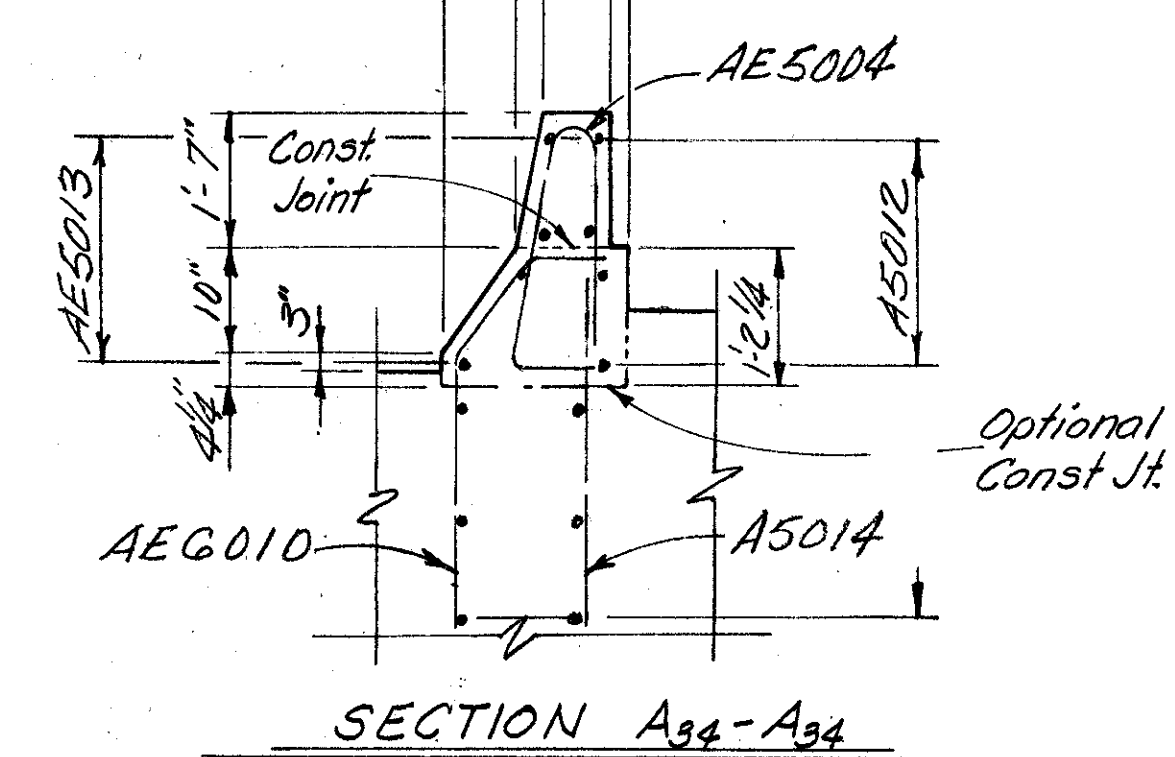 AE5004
Const.
Joint
AE5013
1'-7"
10"
3"
4¼"
A5012
1'-2¼
Optional
Const Jt.
AE6010
A5014
SECTION A34-A34